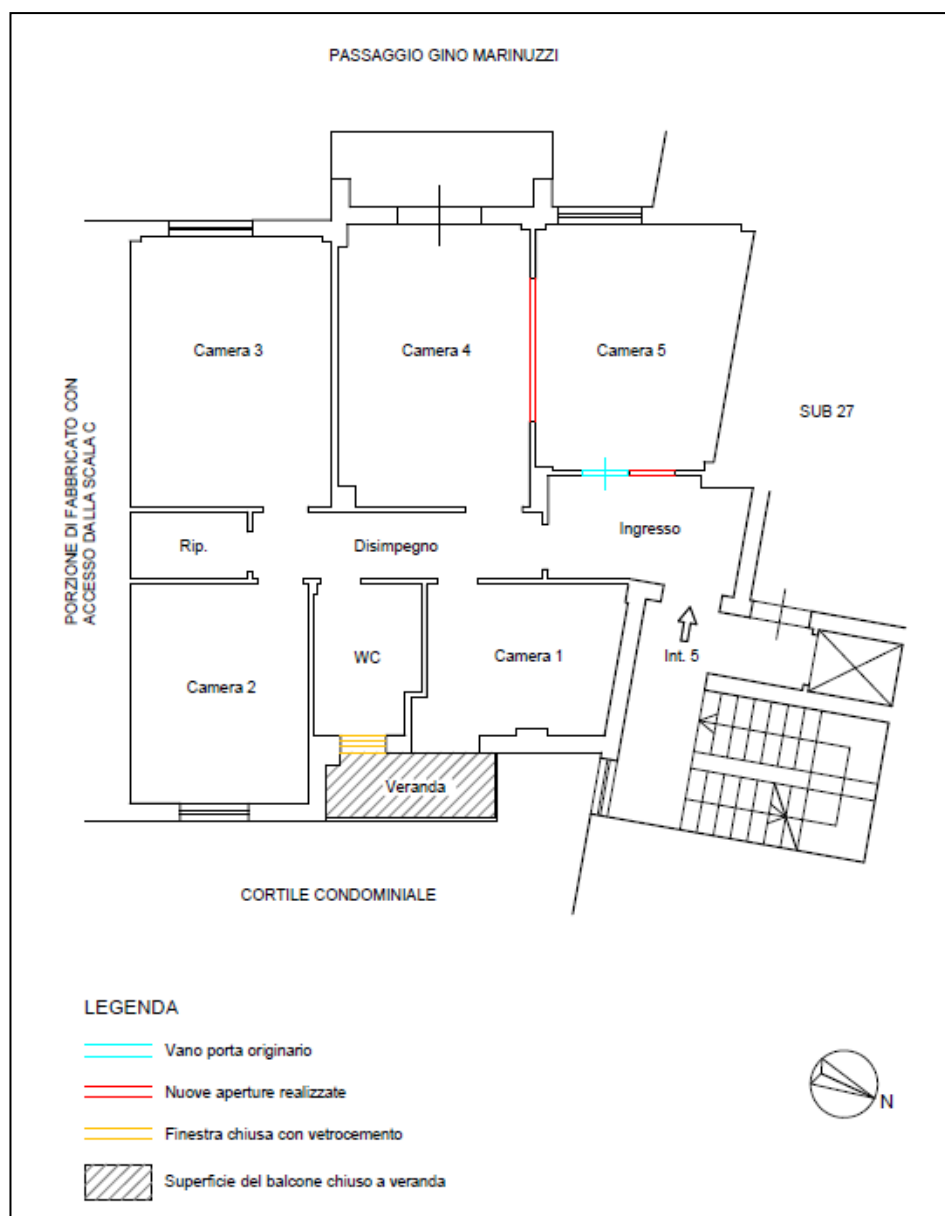 PASSAGGIO GINO MARINUZZI
Camera 3
Camera 4
Camera 5
SUB 27
PORZIONE DI FABBRICATO CON
ACCESSO DALLA SCALA C
Rip.
Disimpegno
Ingresso
Camera 2
WC
Camera 1
Int. 5
Veranda
CORTILE CONDOMINIALE
LEGENDA
Vano porta originario
Nuove aperture realizzate
Finestra chiusa con vetrocemento
Superficie del balcone chiuso a veranda
N